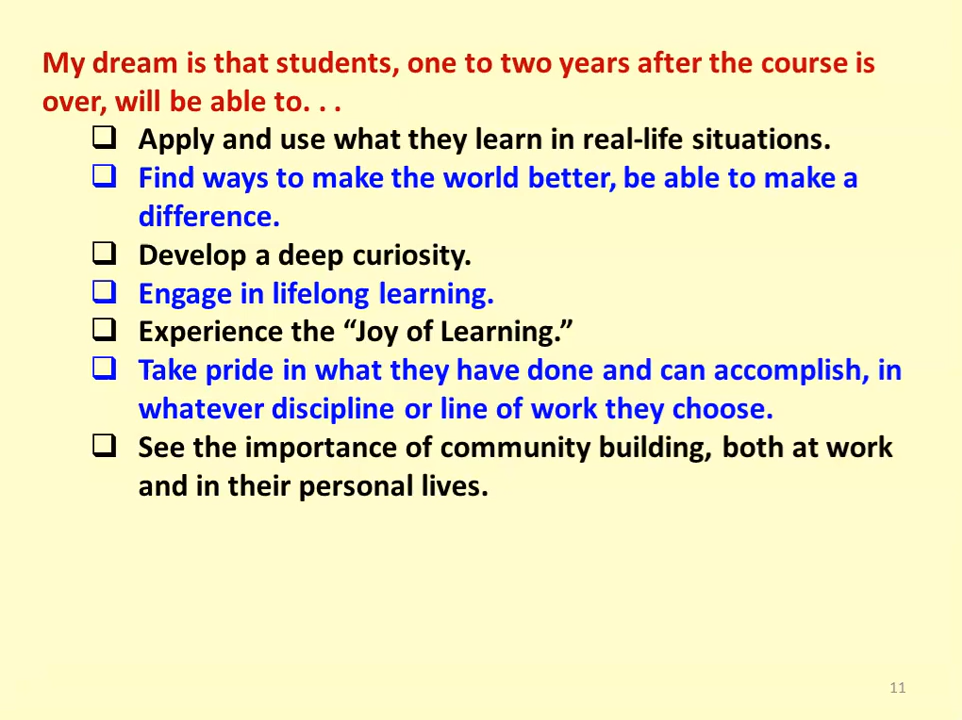 My dream is that students, one to two years after the course is
over, will be able to. . .
❑ Apply and use what they learn in real-life situations.
❑ Find ways to make the world better, be able to make a
difference.
❑ Develop a deep curiosity.
❑ Engage in lifelong learning.
❑ Experience the “Joy of Learning.”
❑ Take pride in what they have done and can accomplish, in
whatever discipline or line of work they choose.
❑ See the importance of community building, both at work
and in their personal lives.
11